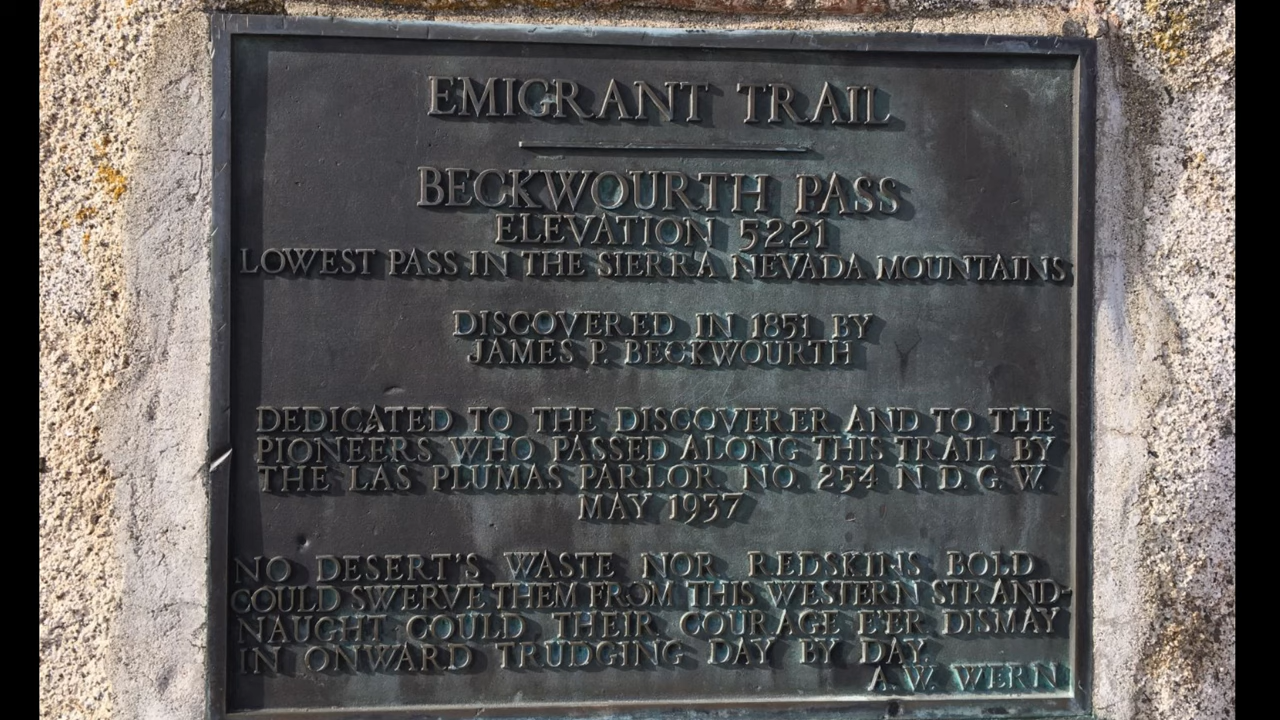 EMIGRANT TRAIL
BECKWOURTH PASS
ELEVATION 5221
LOWEST PASS IN THE SIERRA NEVADA MOUNTAINS
DISCOVERED IN 1851 BY
JAMES P. BECKWOURTH
DEDICATED TO THE DISCOVERER AND TO THE
PIONEERS WHO PASSED ALONG THIS TRAIL BY
THE LAS PLUMAS PARLOR NO. 254 N.D.G.W.
MAY 1937
NO DESERT'S WASTE NOR REDSKINS BOLD
COULD SWERVE THEM FROM THIS WESTERN STRAND-
NAUGHT COULD THEIR COURAGE E'ER DISMAY
IN ONWARD TRUDGING DAY BY DAY
A.W. WERN